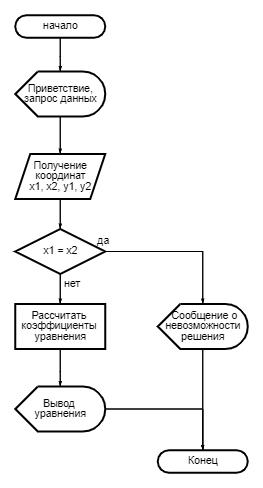 начало
Приветствие,
запрос данных
Получение
координат
x1, x2, y1, y2
x1 = x2
да
нет
Рассчитать
коэффициенты
уравнения
Сообщение о
невозможности
решения
Вывод
уравнения
Конец